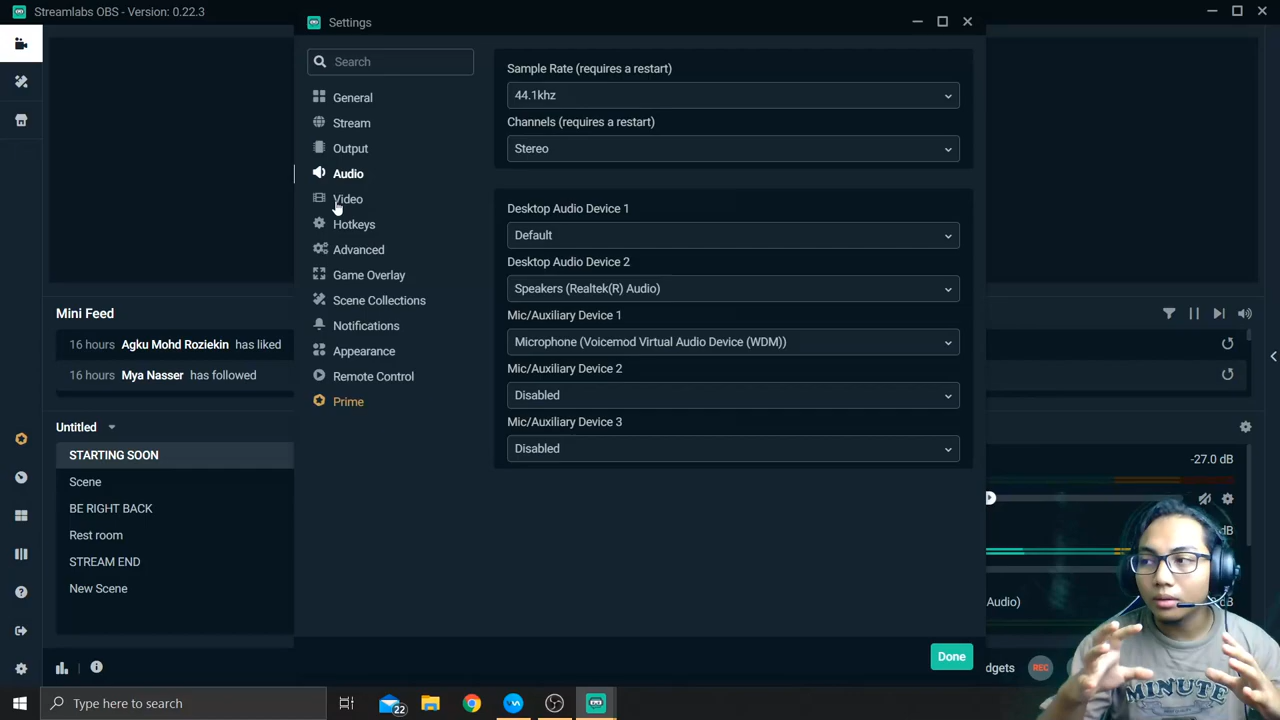 Streamlabs OBS - Version: 0.22.3
Settings
Search
General
Stream
Output
Audio
Video
Hotkeys
Advanced
Game Overlay
Scene Collections
Notifications
Appearance
Remote Control
Prime
Sample Rate (requires a restart)
44.1khz
Channels (requires a restart)
Stereo
Desktop Audio Device 1
Default
Desktop Audio Device 2
Speakers (Realtek(R) Audio)
Mic/Auxiliary Device 1
Microphone (Voicemod Virtual Audio Device (WDM))
Mic/Auxiliary Device 2
Disabled
Mic/Auxiliary Device 3
Disabled
Done
Mini Feed
16 hours Agku Mohd Roziekin has liked
16 hours Mya Nasser has followed
Untitled
STARTING SOON
Scene
BE RIGHT BACK
Rest room
STREAM END
New Scene
-27.0 dB
dB
Audio)
dB
dgets
REC
MINUTE
Type here to search
22